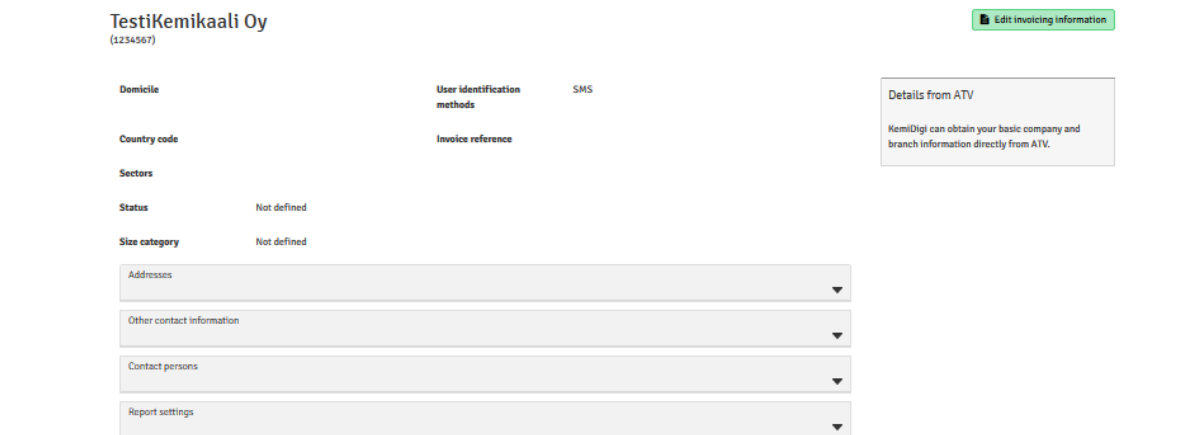 TestiKemikaali Oy
(1234567)
Edit invoicing information
Domicile
User identification
methods
SMS
Country code
Invoice reference
Sectors
Status Not defined
Size category Not defined
Details from ATV
KemiDigi can obtain your basic company and
branch information directly from ATV.
Addresses
Other contact information
Contact persons
Report settings